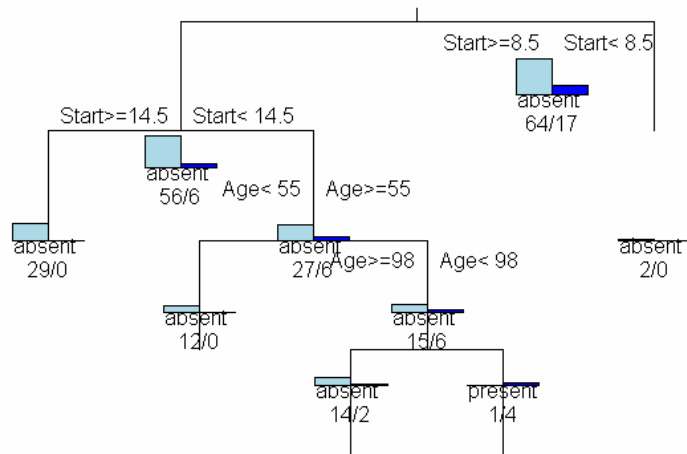 Start>=8.5
Start< 8.5
absent
64/17
Start>=14.5
Start< 14.5
absent
56/6
Age< 55
Age>=55
absent
29/0
absent
27/6
Age>=98
Age< 98
absent
2/0
absent
12/0
absent
15/6
absent
14/2
present
1/4